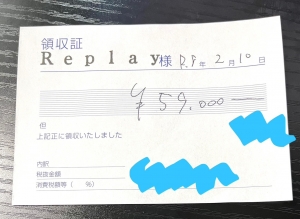 領収証
Replay様 R.8年2月10日
¥59.000―
但
上記正に領収いたしました
内訳
税抜金額
消費税額等( %)